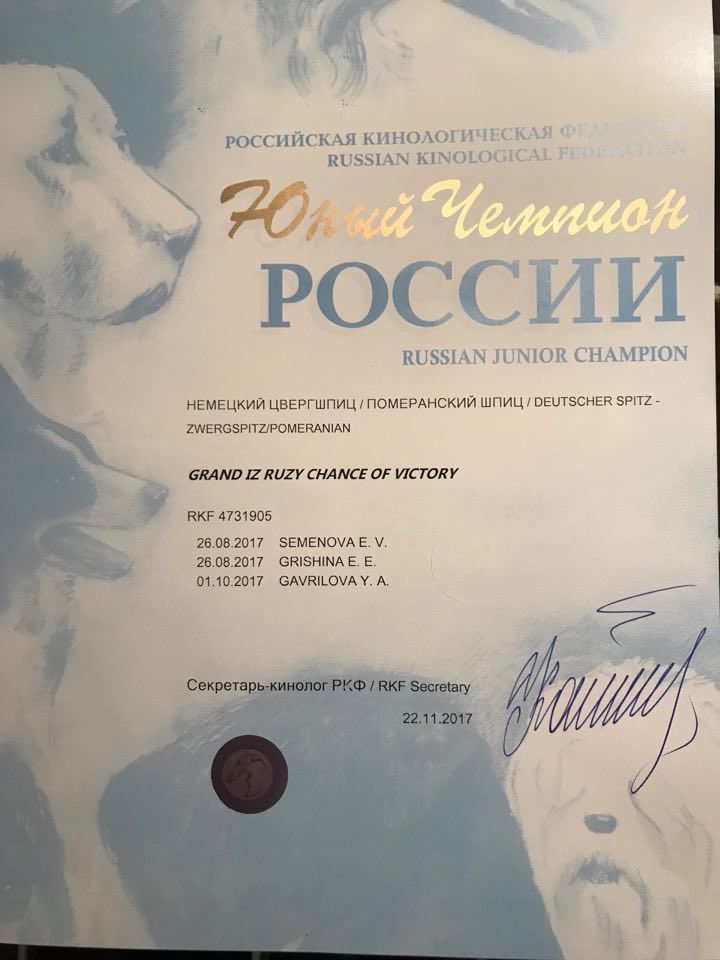 РОССИЙСКАЯ КИНОЛОГИЧЕСКАЯ ФЕДЕРАЦИЯ
RUSSIAN KINOLOGICAL FEDERATION
Юный Чемпион
РОССИИ
RUSSIAN JUNIOR CHAMPION
НЕМЕЦКИЙ ЦВЕРГШПИЦ / ПОМЕРАНСКИЙ ШПИЦ / DEUTSCHER SPITZ -
ZWERGSPITZ/POMERANIAN
GRAND IZ RUZY CHANCE OF VICTORY
RKF 4731905
26.08.2017 SEMENOVA E. V.
26.08.2017 GRISHINA E. E.
01.10.2017 GAVRILOVA Y. A.
Секретарь-кинолог РКФ / RKF Secretary
22.11.2017